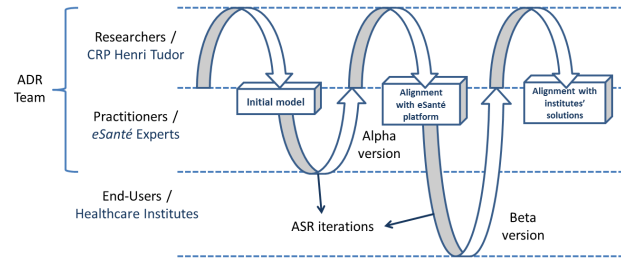 Researchers /
CRP Henri Tudor
ADR
Team
Practitioners /
eSanté Experts
End-Users /
Healthcare Institutes
Initial model
Alignment
with eSanté
platform
Alignment with
institutes'
solutions
Alpha
version
ASR iterations
Beta
version